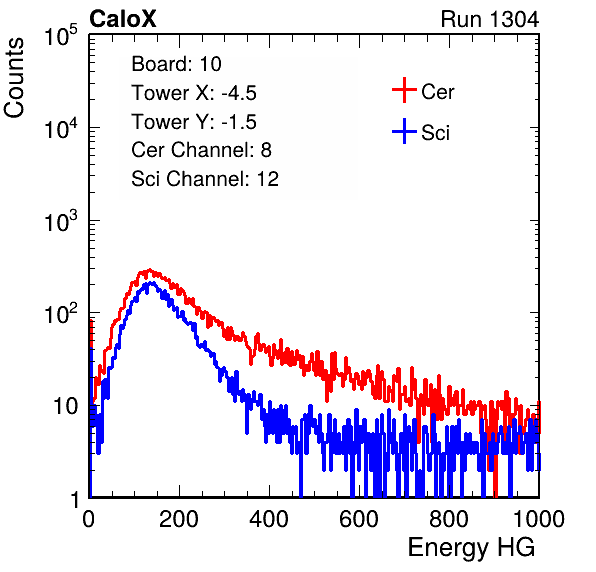 CaloX Run 1304
Counts
10^5
10^4
10^3
10^2
10
1
Board: 10
Tower X: -4.5
Tower Y: -1.5
Cer Channel: 8
Sci Channel: 12
Cer
Sci
0 200 400 600 800 1000
Energy HG